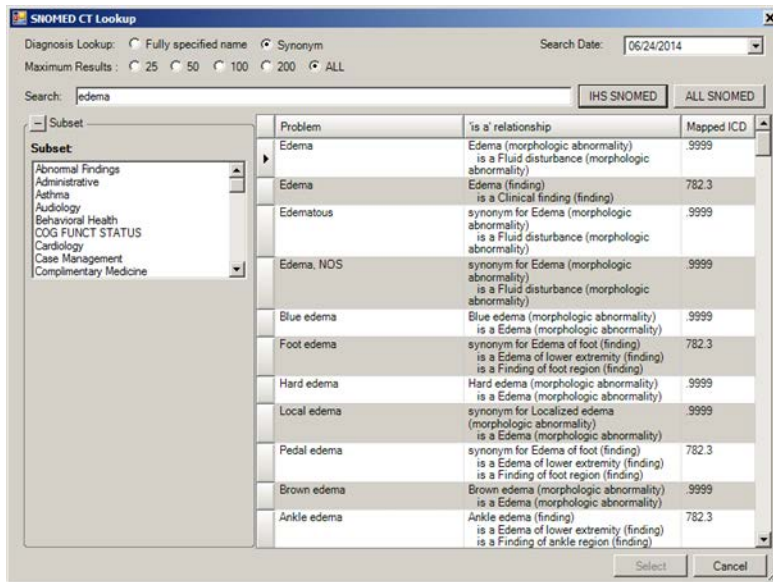 SNOMED CT Lookup
Diagnosis Lookup: Fully specified name Synonym Search Date: 06/24/2014
Maximum Results : 25 50 100 200 ALL
Search: edema IHS SNOMED ALL SNOMED
Subset
Subset:
Abnormal Findings
Administrative
Asthma
Audiology
Behavioral Health
COG FUNCT STATUS
Cardiology
Case Management
Complimentary Medicine
Problem 'is a' relationship Mapped ICD
Edema Edema (morphologic abnormality) .9999
is a Fluid disturbance (morphologic
abnormality)
Edema Edema (finding) 782.3
is a Clinical finding (finding)
Edematous synonym for Edema (morphologic .9999
abnormality)
is a Fluid disturbance (morphologic
abnormality)
Edema, NOS synonym for Edema (morphologic .9999
abnormality)
is a Fluid disturbance (morphologic
abnormality)
Blue edema Blue edema (morphologic abnormality) .9999
is a Edema (morphologic abnormality)
Foot edema synonym for Edema of foot (finding) 782.3
is a Edema of lower extremity (finding)
is a Finding of foot region (finding)
Hard edema Hard edema (morphologic abnormality) .9999
is a Edema (morphologic abnormality)
Local edema synonym for Localized edema .9999
(morphologic abnormality)
is a Edema (morphologic abnormality)
Pedal edema synonym for Edema of foot (finding) 782.3
is a Edema of lower extremity (finding)
is a Finding of foot region (finding)
Brown edema Brown edema (morphologic abnormality) .9999
is a Edema (morphologic abnormality)
Ankle edema Ankle edema (finding) 782.3
is a Edema of lower extremity (finding)
is a Finding of ankle region (finding)
Select Cancel